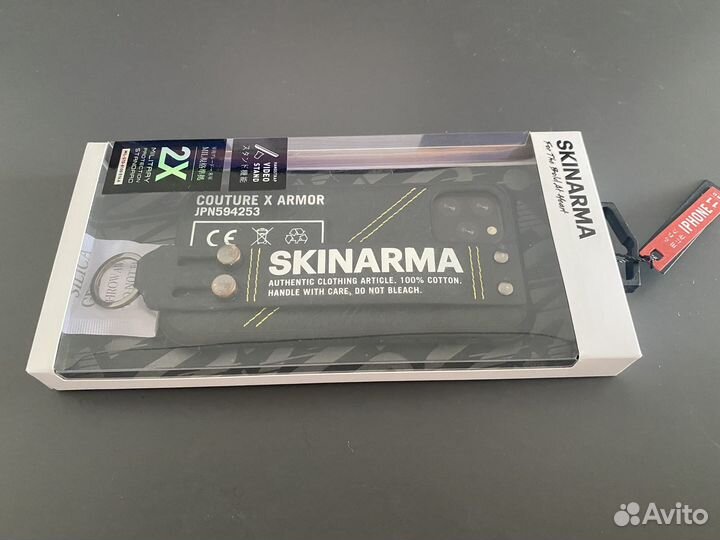 SKINARMA
For The Bold At Heart
IPHONE 1
2X
MILITARY
PROTECTION
STANDARD
VIDEO
STAND
スタンド機能
COUTURE X ARMOR
JPN594253
CE
SKINARMA
AUTHENTIC CLOTHING ARTICLE. 100% COTTON.
HANDLE WITH CARE, DO NOT BLEACH.
Avito